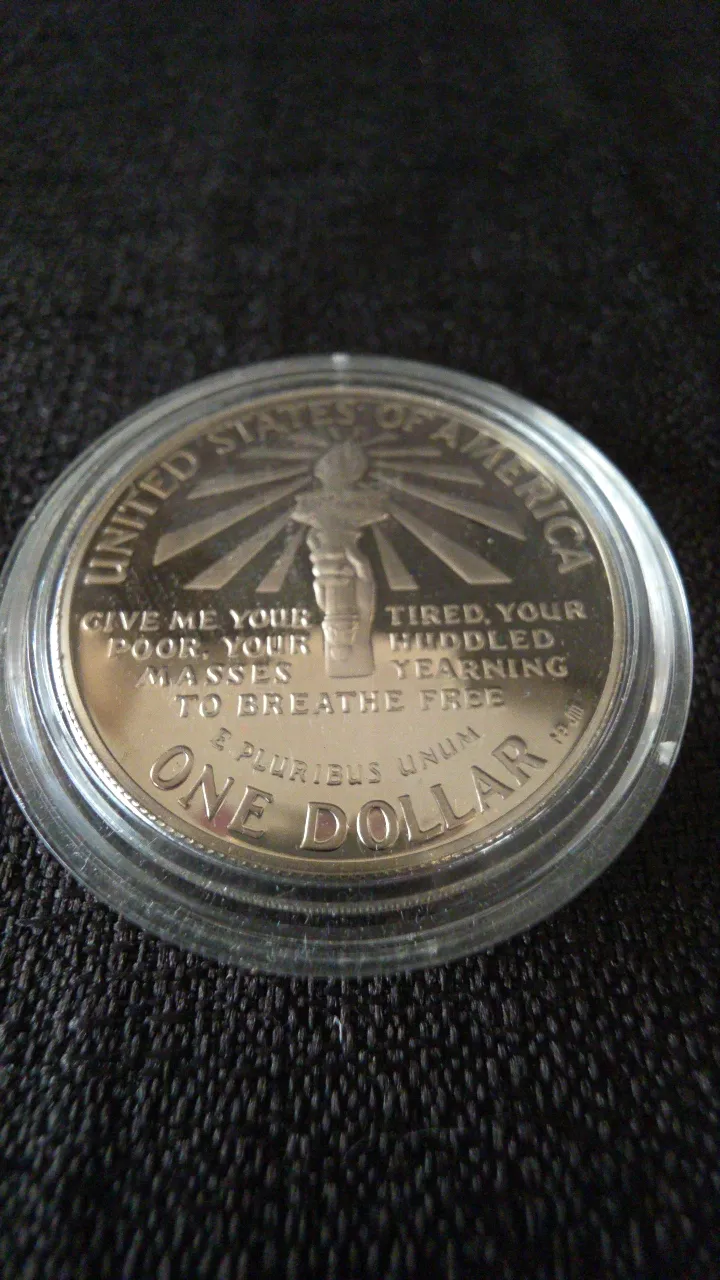 UNITED STATES OF AMERICA
GIVE ME YOUR TIRED, YOUR
POOR, YOUR HUDDLED
MASSES YEARNING
TO BREATHE FREE
E PLURIBUS UNUM
ONE DOLLAR